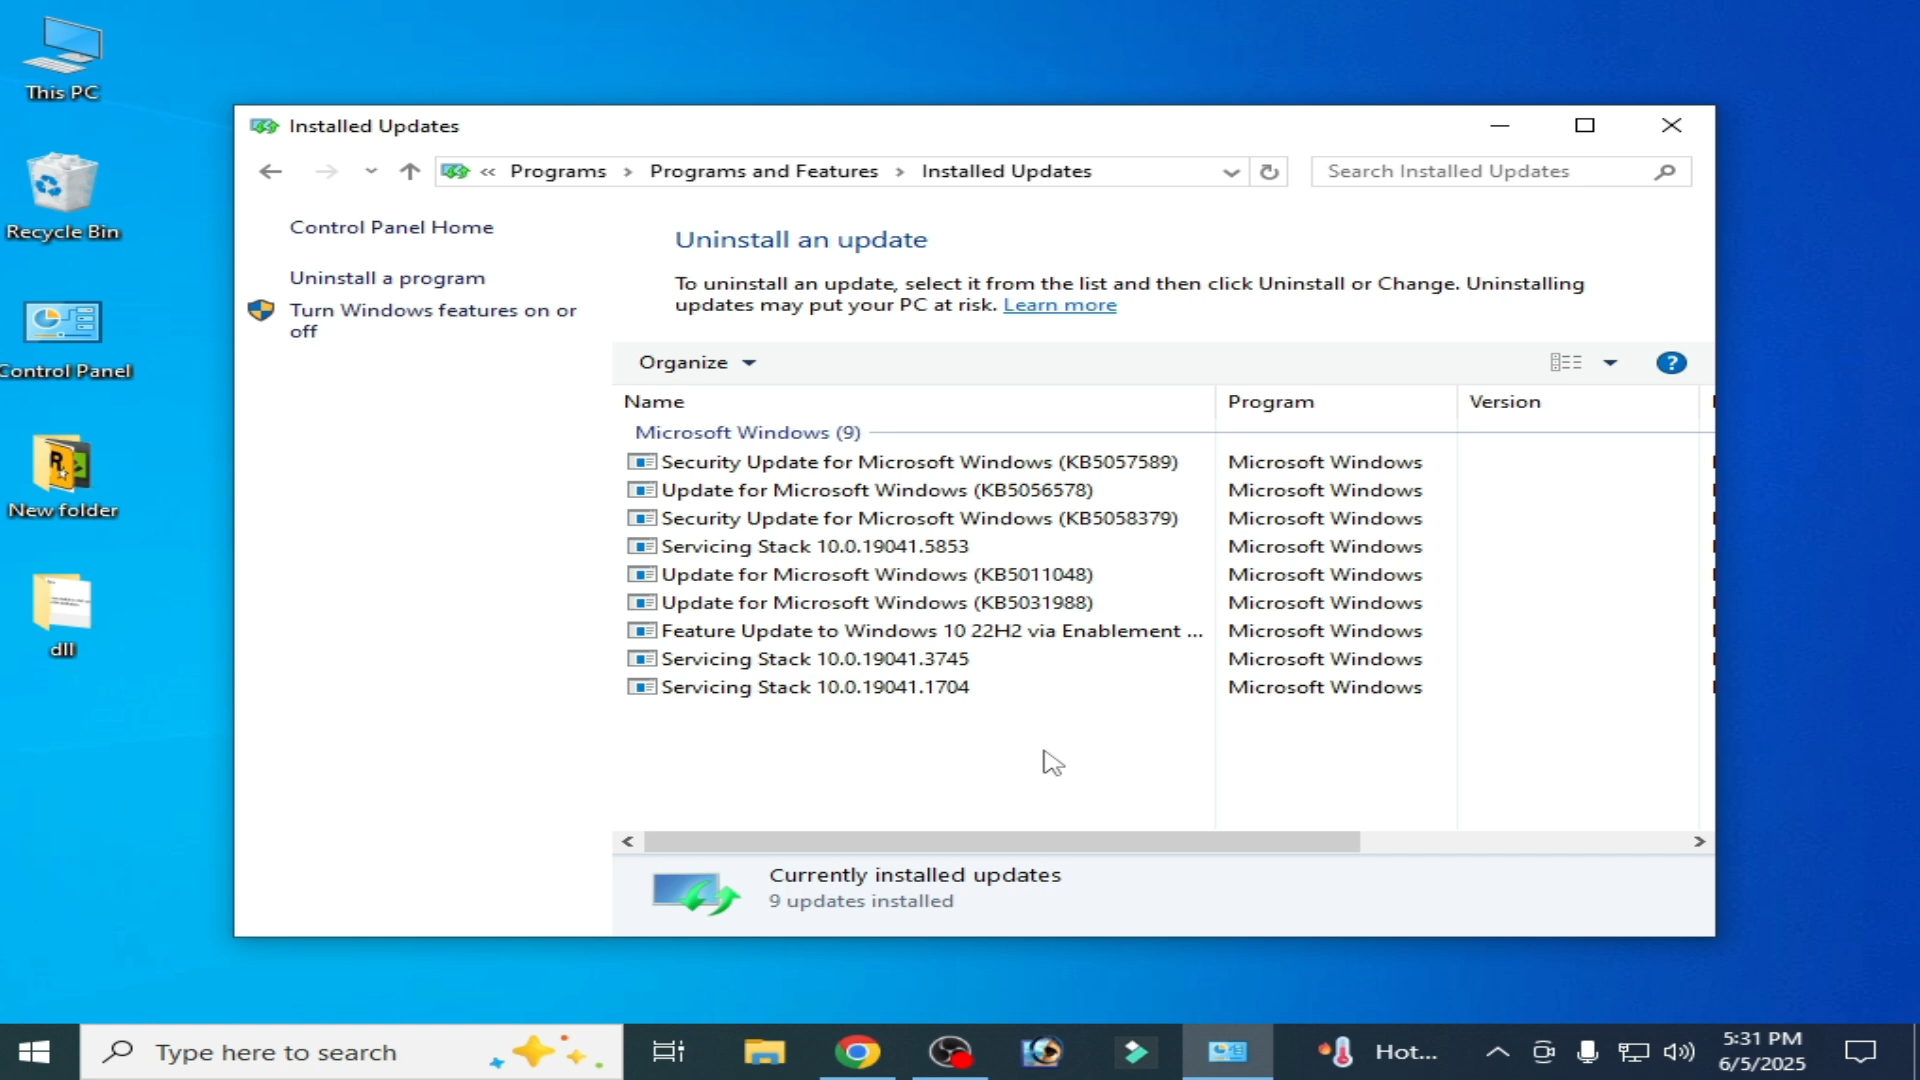 This PC
Recycle Bin
Control Panel
New folder
dll
Installed Updates
« Programs › Programs and Features › Installed Updates
Search Installed Updates
Control Panel Home
Uninstall a program
Turn Windows features on or
off
Uninstall an update
To uninstall an update, select it from the list and then click Uninstall or Change. Uninstalling
updates may put your PC at risk. Learn more
Organize
Name Program Version
Microsoft Windows (9)
Security Update for Microsoft Windows (KB5057589) Microsoft Windows
Update for Microsoft Windows (KB5056578) Microsoft Windows
Security Update for Microsoft Windows (KB5058379) Microsoft Windows
Servicing Stack 10.0.19041.5853 Microsoft Windows
Update for Microsoft Windows (KB5011048) Microsoft Windows
Update for Microsoft Windows (KB5031988) Microsoft Windows
Feature Update to Windows 10 22H2 via Enablement ... Microsoft Windows
Servicing Stack 10.0.19041.3745 Microsoft Windows
Servicing Stack 10.0.19041.1704 Microsoft Windows
Currently installed updates
9 updates installed
Type here to search
Hot...
5:31 PM
6/5/2025